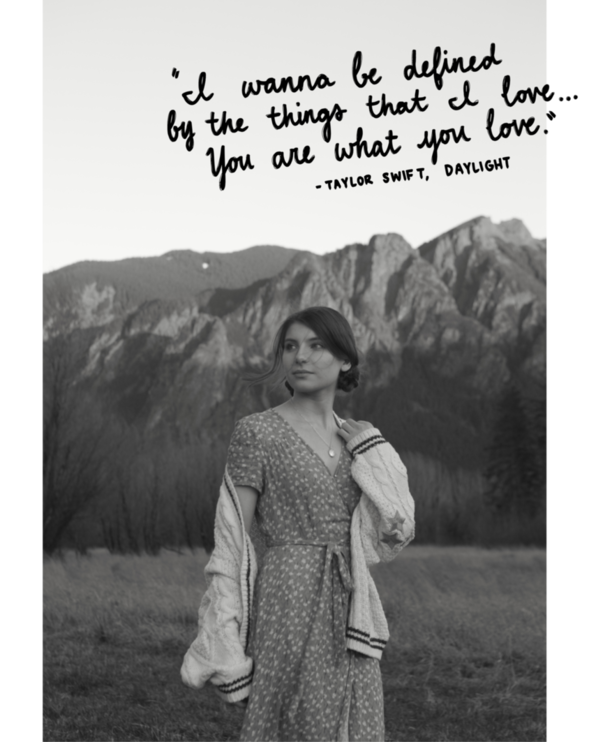 "I wanna be defined
by the things that I love...
You are what you love."
-TAYLOR SWIFT, DAYLIGHT